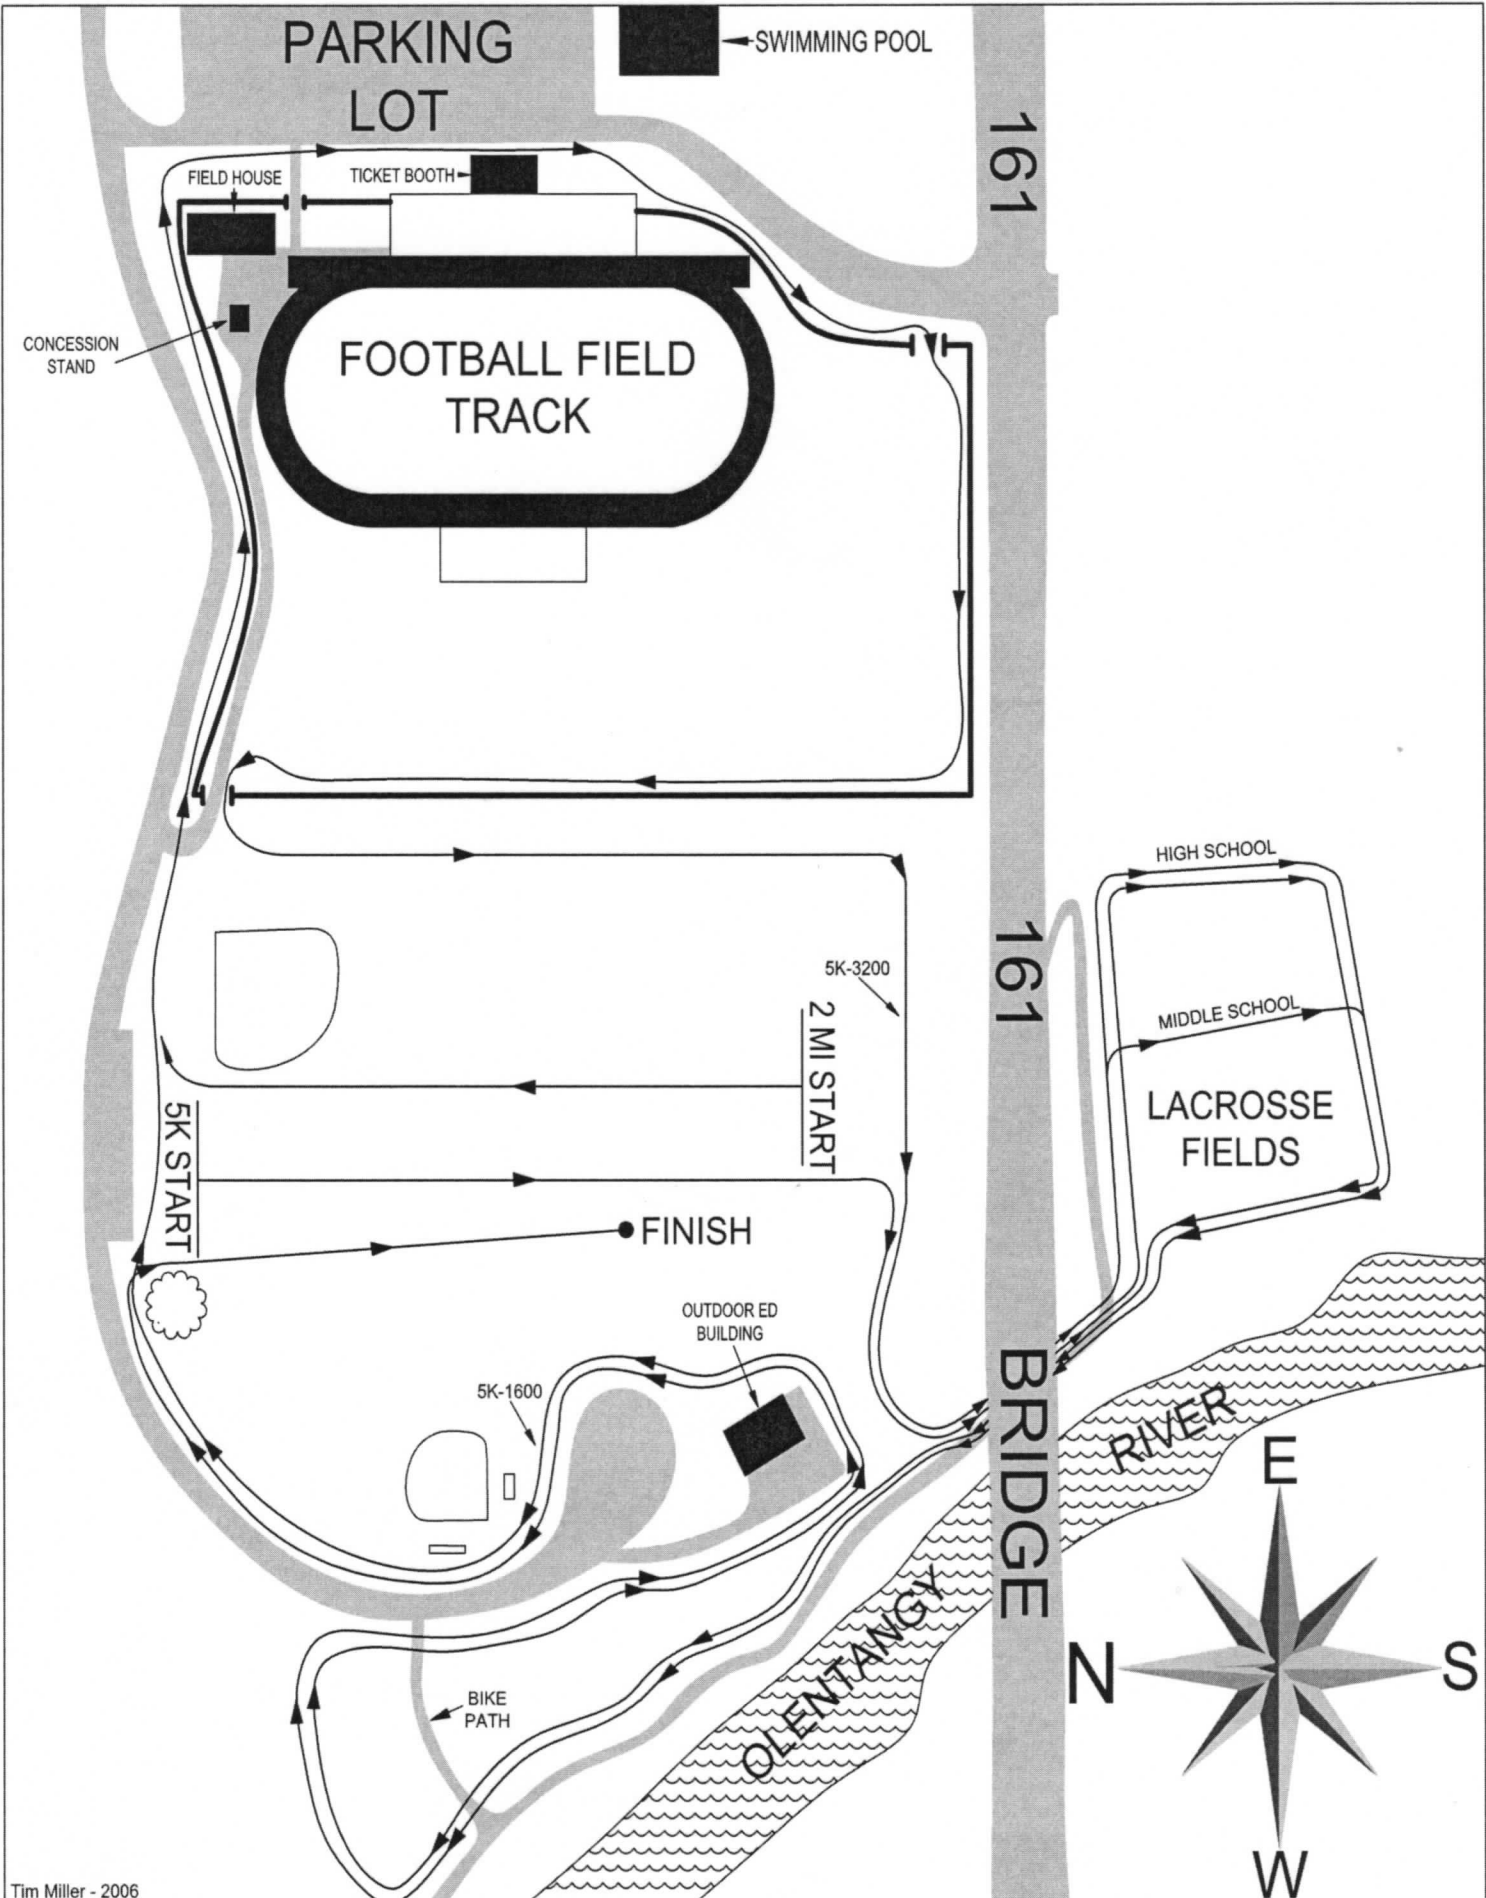 PARKING
LOT
SWIMMING POOL
161
FIELD HOUSE
TICKET BOOTH
CONCESSION
STAND
FOOTBALL FIELD
TRACK
HIGH SCHOOL
161
5K-3200
2 MI START
MIDDLE SCHOOL
LACROSSE
FIELDS
5K START
FINISH
OUTDOOR ED
BUILDING
5K-1600
BRIDGE
RIVER
E
OLENTANGY
N
S
BIKE
PATH
W
Tim Miller - 2006